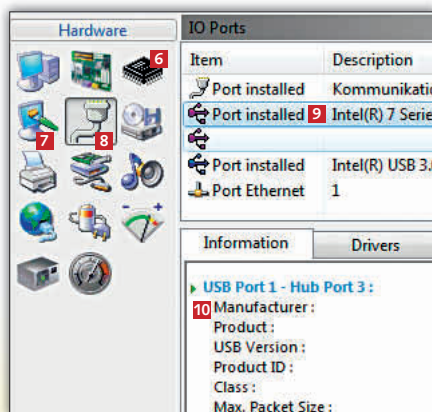 Hardware
IO Ports
Item Description
6
Port installed
7 8
Port installed 9 Intel(R) 7
Port installed Intel(R) USB
Port Ethernet 1
Information Drivers
USB Port 1 - Hub Port 3 :
10 Manufacturer :
Product :
USB Version :
Product ID :
Class :
Max. Packet Size :